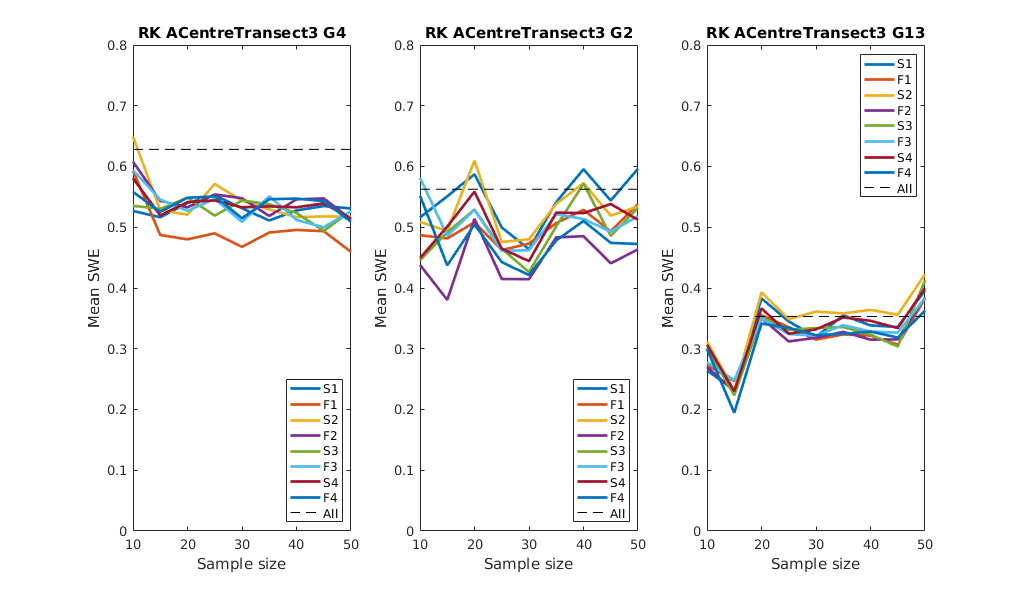 RK ACentreTransect3 G4
0.8
0.7
0.6
0.5
0.4
0.3
0.2
0.1
0
Mean SWE
10 20 30 40 50
Sample size
S1
F1
S2
F2
S3
F3
S4
F4
All
RK ACentreTransect3 G2
0.8
0.7
0.6
0.5
0.4
0.3
0.2
0.1
0
Mean SWE
10 20 30 40 50
Sample size
S1
F1
S2
F2
S3
F3
S4
F4
All
RK ACentreTransect3 G13
0.8
0.7
0.6
0.5
0.4
0.3
0.2
0.1
0
Mean SWE
10 20 30 40 50
Sample size
S1
F1
S2
F2
S3
F3
S4
F4
All